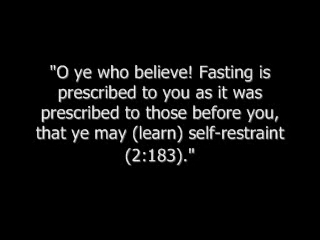 "O ye who believe! Fasting is
prescribed to you as it was
prescribed to those before you,
that ye may (learn) self-restraint
(2:183)."